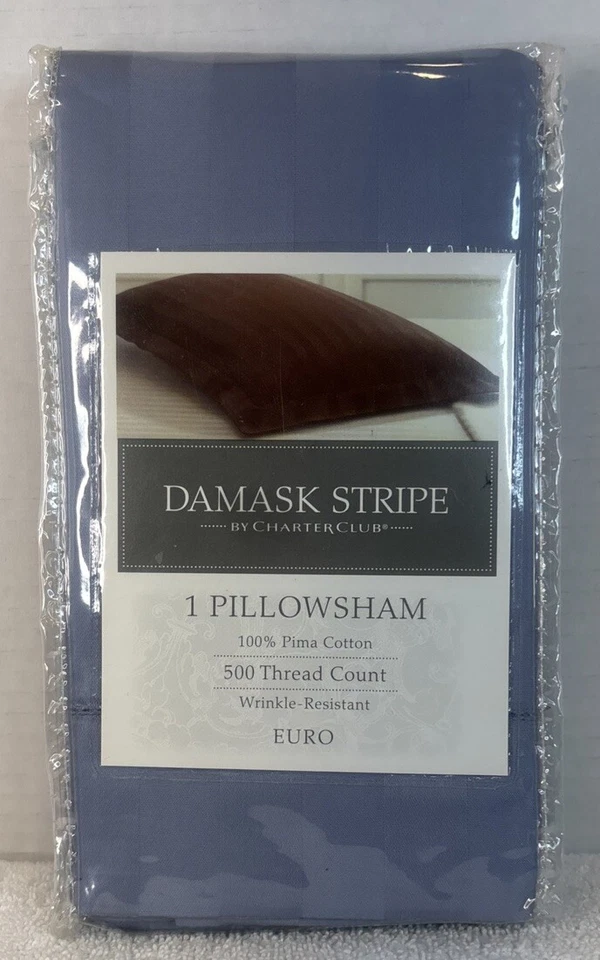 DAMASK STRIPE
BY CHARTER CLUB®
1 PILLOWSHAM
100% Pima Cotton
500 Thread Count
Wrinkle-Resistant
EURO